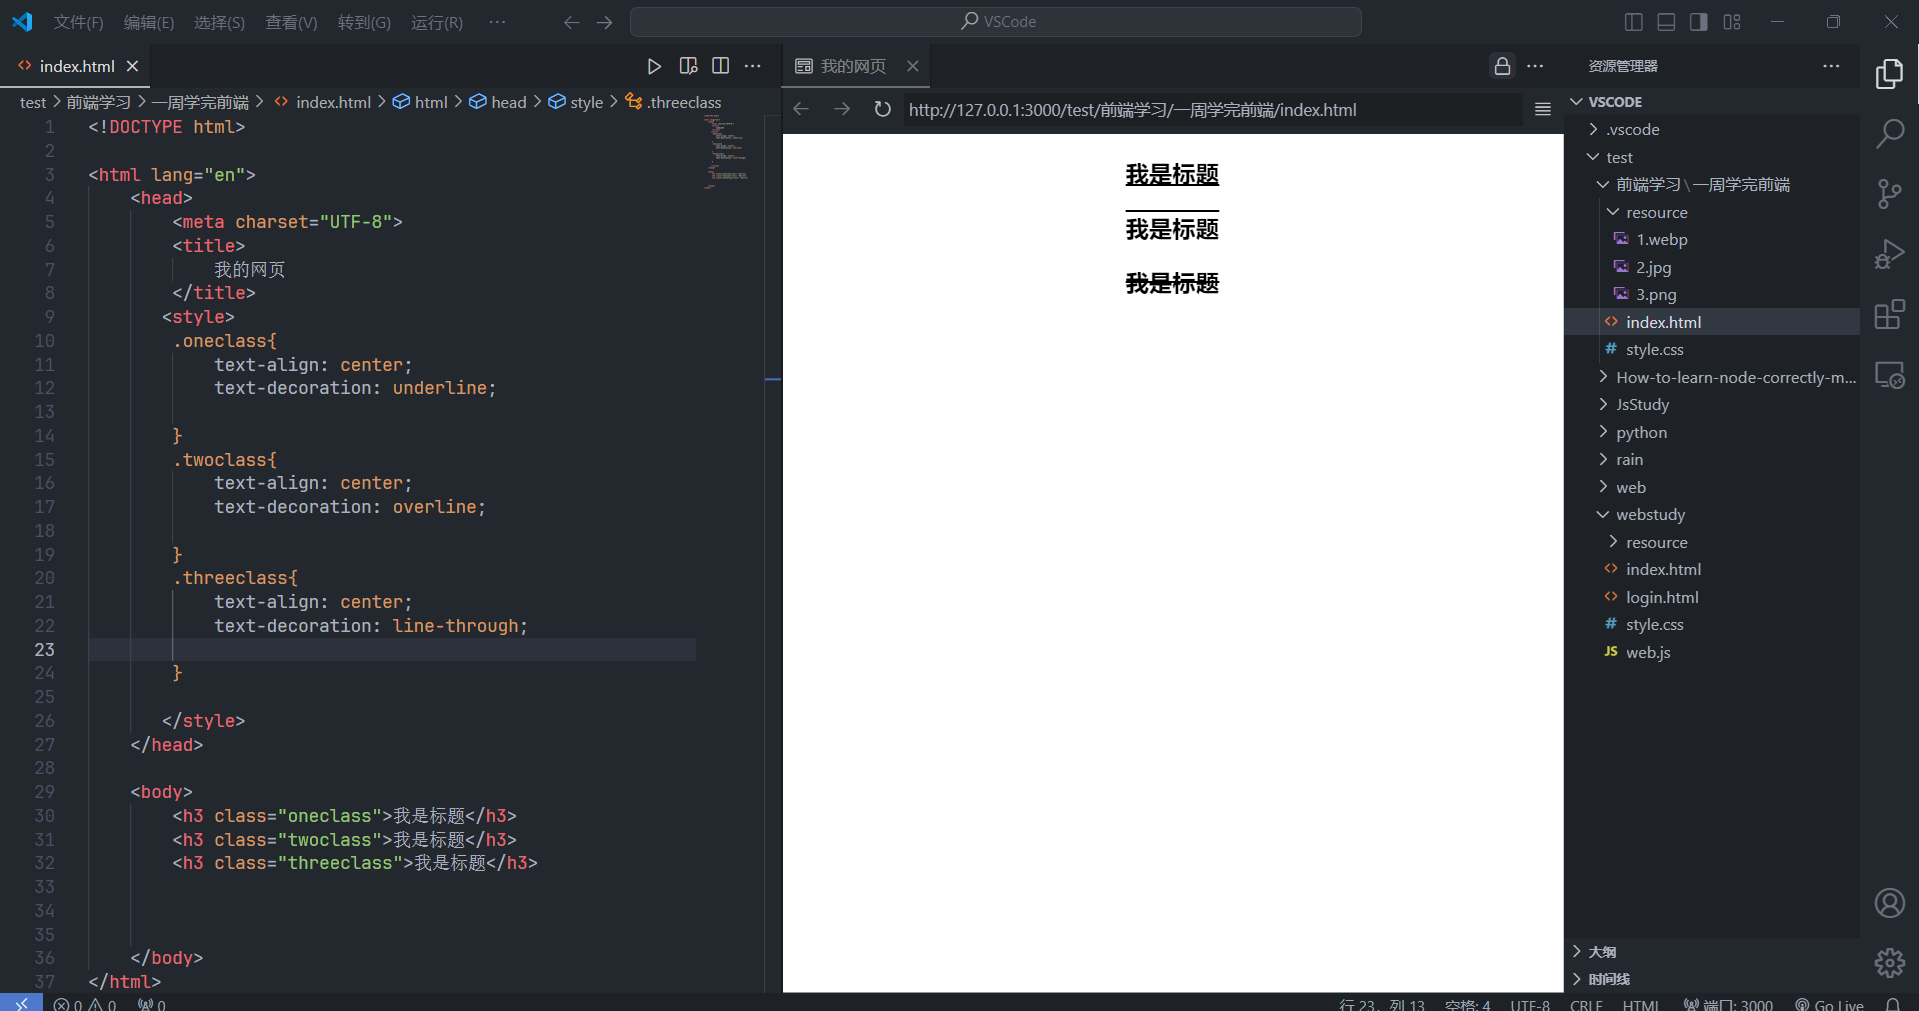 文件(F) 编辑(E) 选择(S) 查看(V) 转到(G) 运行(R) ··· VSCode
index.html
test > 前端学习 > 一周学完前端 > index.html > html > head > style > .threeclass
1 <!DOCTYPE html>
2
3 <html lang="en">
4 <head>
5 <meta charset="UTF-8">
6 <title>
7 我的网页
8 </title>
9 <style>
10 .oneclass{
11 text-align: center;
12 text-decoration: underline;
13
14 }
15 .twoclass{
16 text-align: center;
17 text-decoration: overline;
18
19 }
20 .threeclass{
21 text-align: center;
22 text-decoration: line-through;
23
24 }
25
26 </style>
27 </head>
28
29 <body>
30 <h3 class="oneclass">我是标题</h3>
31 <h3 class="twoclass">我是标题</h3>
32 <h3 class="threeclass">我是标题</h3>
33
34
35
36 </body>
37 </html>
我的网页
http://127.0.0.1:3000/test/前端学习/一周学完前端/index.html
我是标题
我是标题
我是标题
资源管理器
VSCODE
.vscode
test
前端学习\一周学完前端
resource
1.webp
2.jpg
3.png
index.html
style.css
How-to-learn-node-correctly-m...
JsStudy
python
rain
web
webstudy
resource
index.html
login.html
style.css
JS web.js
大纲
时间线
0 0 0 行 23，列 13 空格: 4 UTF-8 CRLF HTML 端口: 3000 Go Live